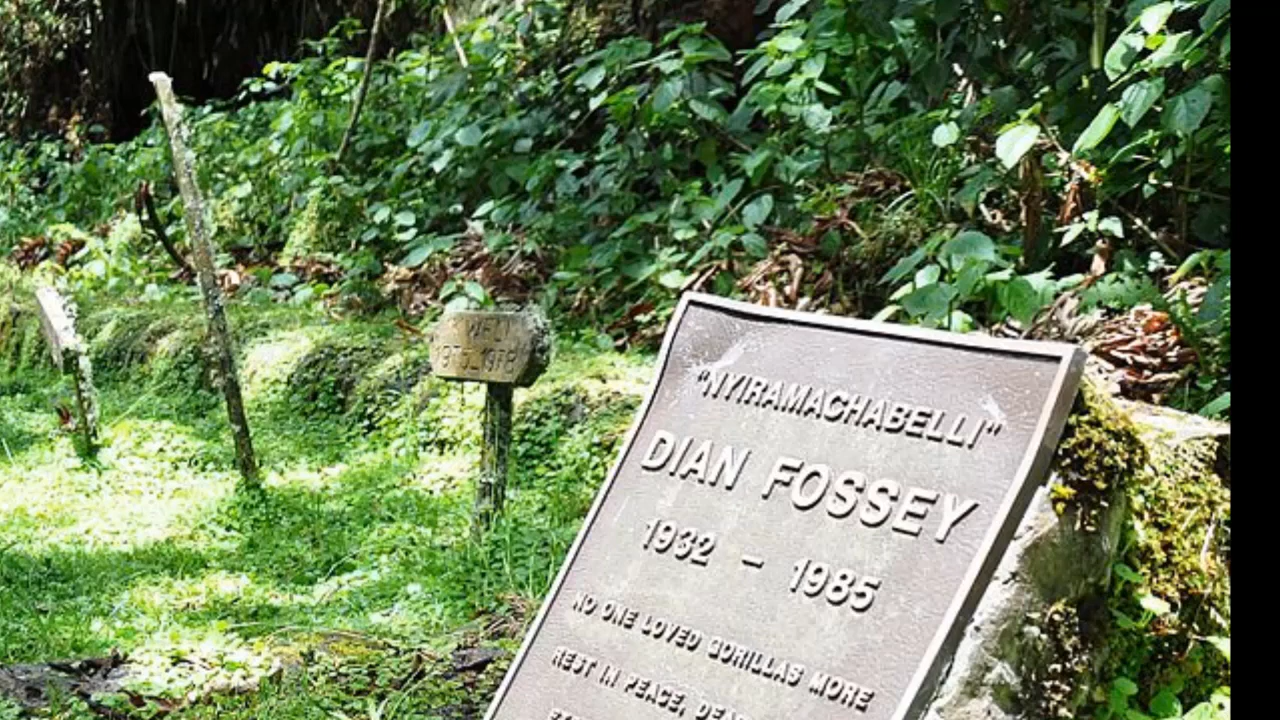 "NYIRAMACHABELLI"
DIAN FOSSEY
1932 – 1985
NO ONE LOVED GORILLAS MORE
REST IN PEACE,